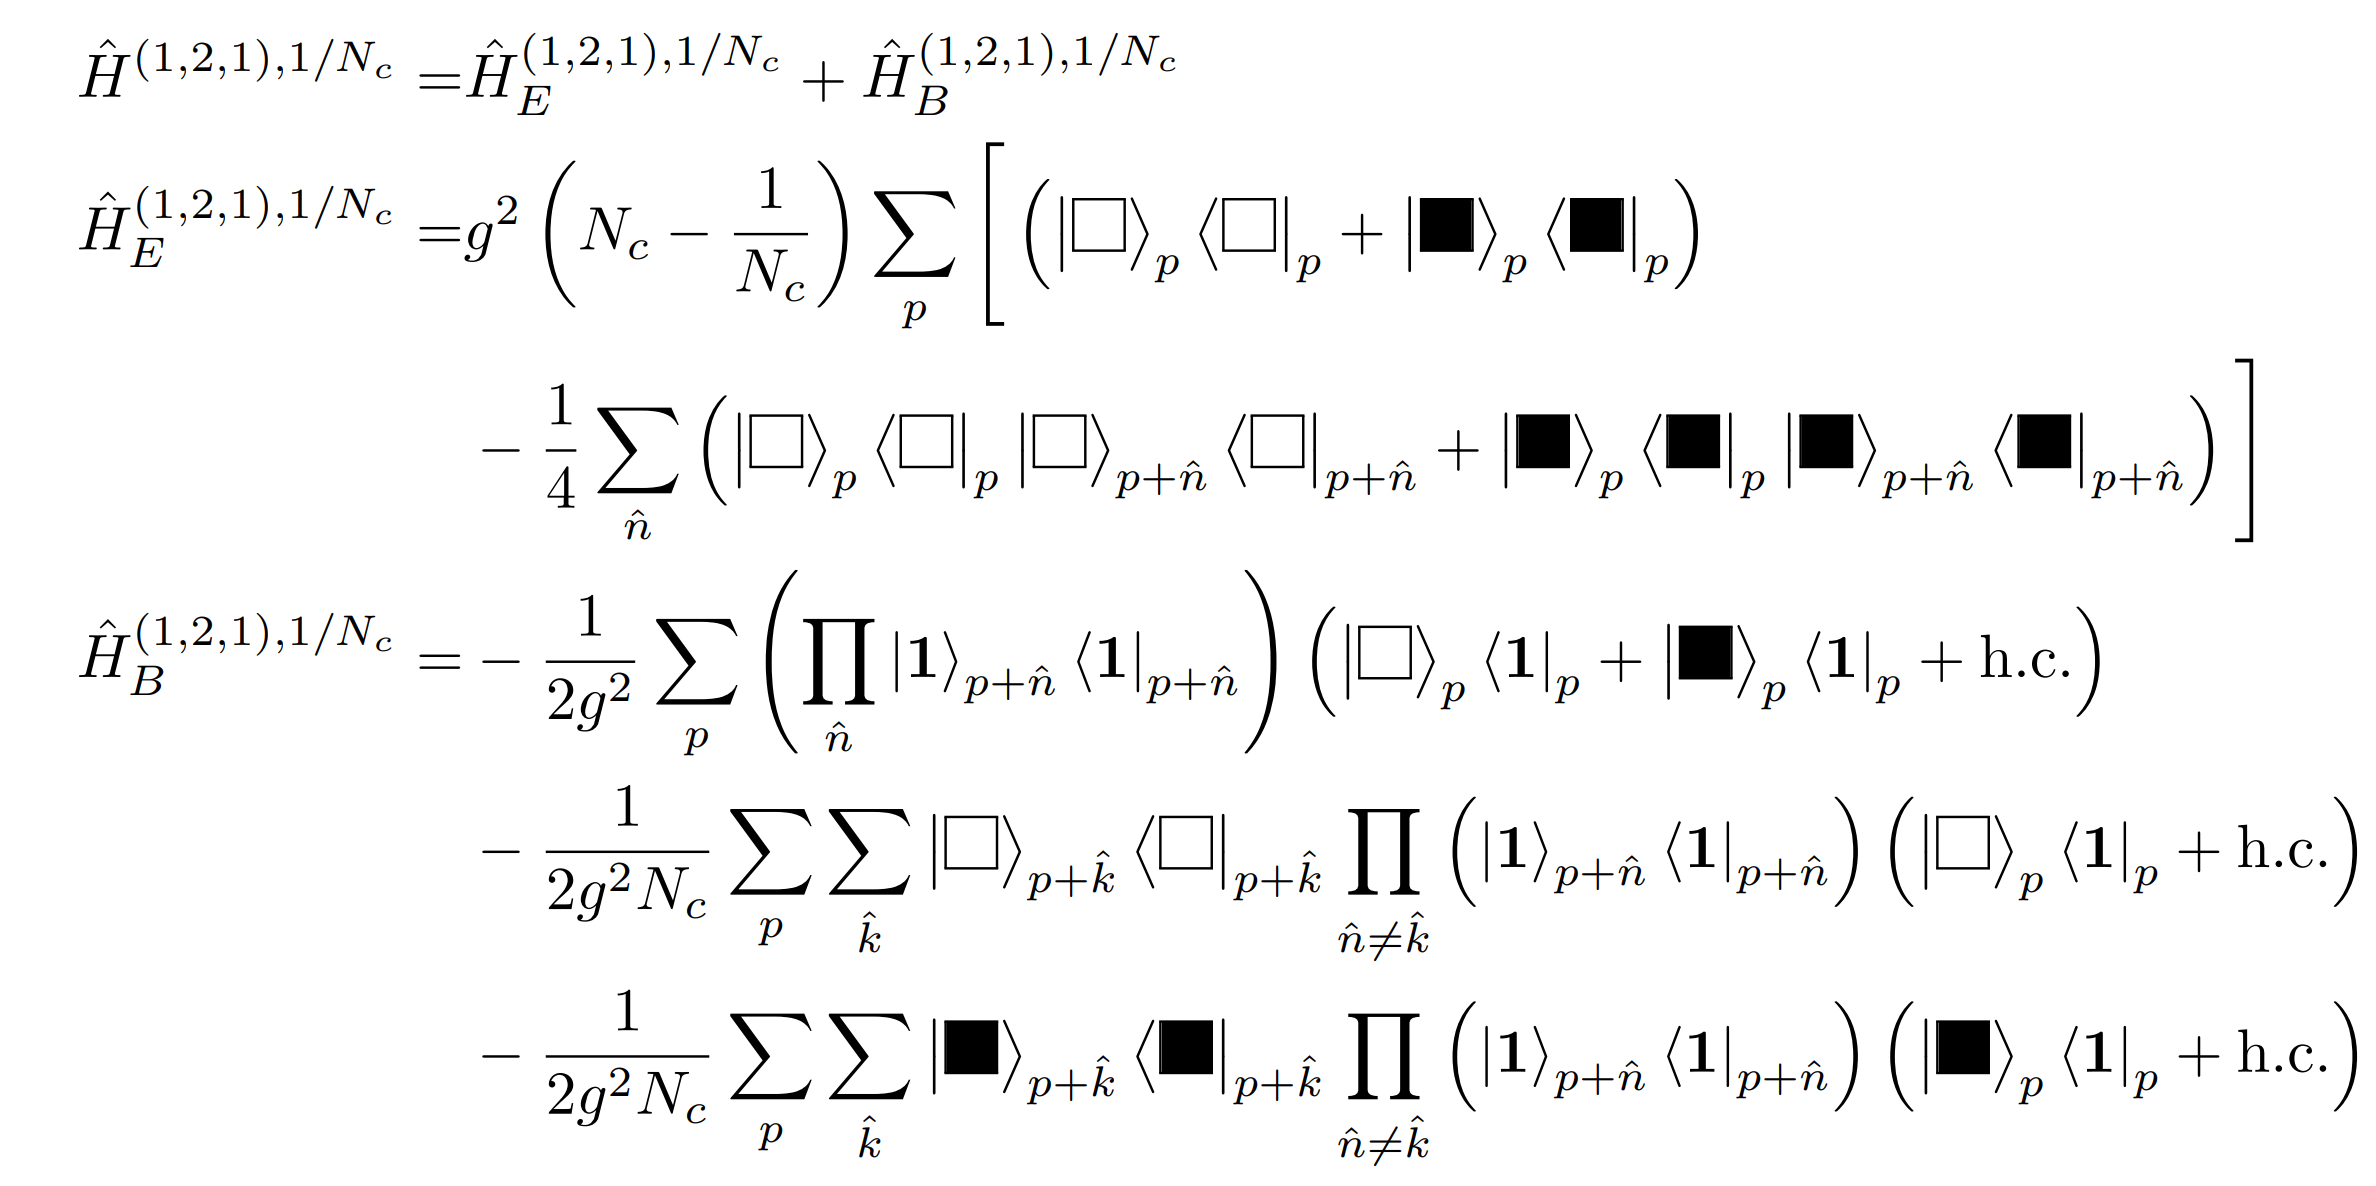 Ĥ^{(1,2,1),1/N_c} = Ĥ_E^{(1,2,1),1/N_c} + Ĥ_B^{(1,2,1),1/N_c}
Ĥ_E^{(1,2,1),1/N_c} = g^2 (N_c − 1/N_c) ∑_p [ ( |□⟩_p ⟨□|_p + |■⟩_p ⟨■|_p )
− 1/4 ∑_{n̂} ( |□⟩_p ⟨□|_p |□⟩_{p+n̂} ⟨□|_{p+n̂} + |■⟩_p ⟨■|_p |■⟩_{p+n̂} ⟨■|_{p+n̂} ) ]
Ĥ_B^{(1,2,1),1/N_c} = − 1/(2g^2) ∑_p ( ∏_{n̂} |1⟩_{p+n̂} ⟨1|_{p+n̂} ) ( |□⟩_p ⟨1|_p + |■⟩_p ⟨1|_p + h.c. )
− 1/(2g^2 N_c) ∑_p ∑_{k̂} |□⟩_{p+k̂} ⟨□|_{p+k̂} ∏_{n̂≠k̂} ( |1⟩_{p+n̂} ⟨1|_{p+n̂} ) ( |□⟩_p ⟨1|_p + h.c. )
− 1/(2g^2 N_c) ∑_p ∑_{k̂} |■⟩_{p+k̂} ⟨■|_{p+k̂} ∏_{n̂≠k̂} ( |1⟩_{p+n̂} ⟨1|_{p+n̂} ) ( |■⟩_p ⟨1|_p + h.c. )